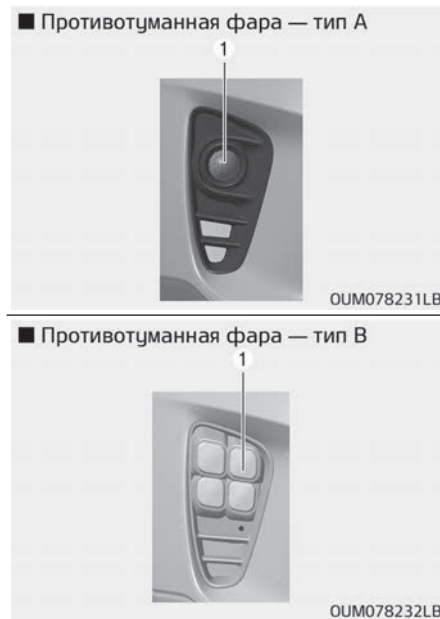 ■ Противотуманная фара — тип A
1
OUM078231LB
■ Противотуманная фара — тип B
1
OUM078232LB